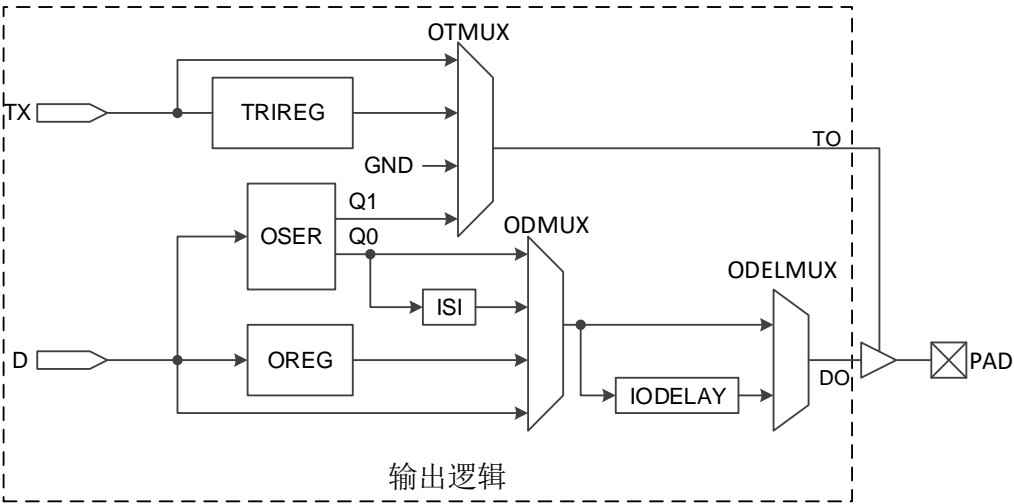 OTMUX
TX
TRIREG
TO
GND
Q1
OSER
Q0
ODMUX
ODELMUX
ISI
D
OREG
PAD
DO
IODELAY
输出逻辑